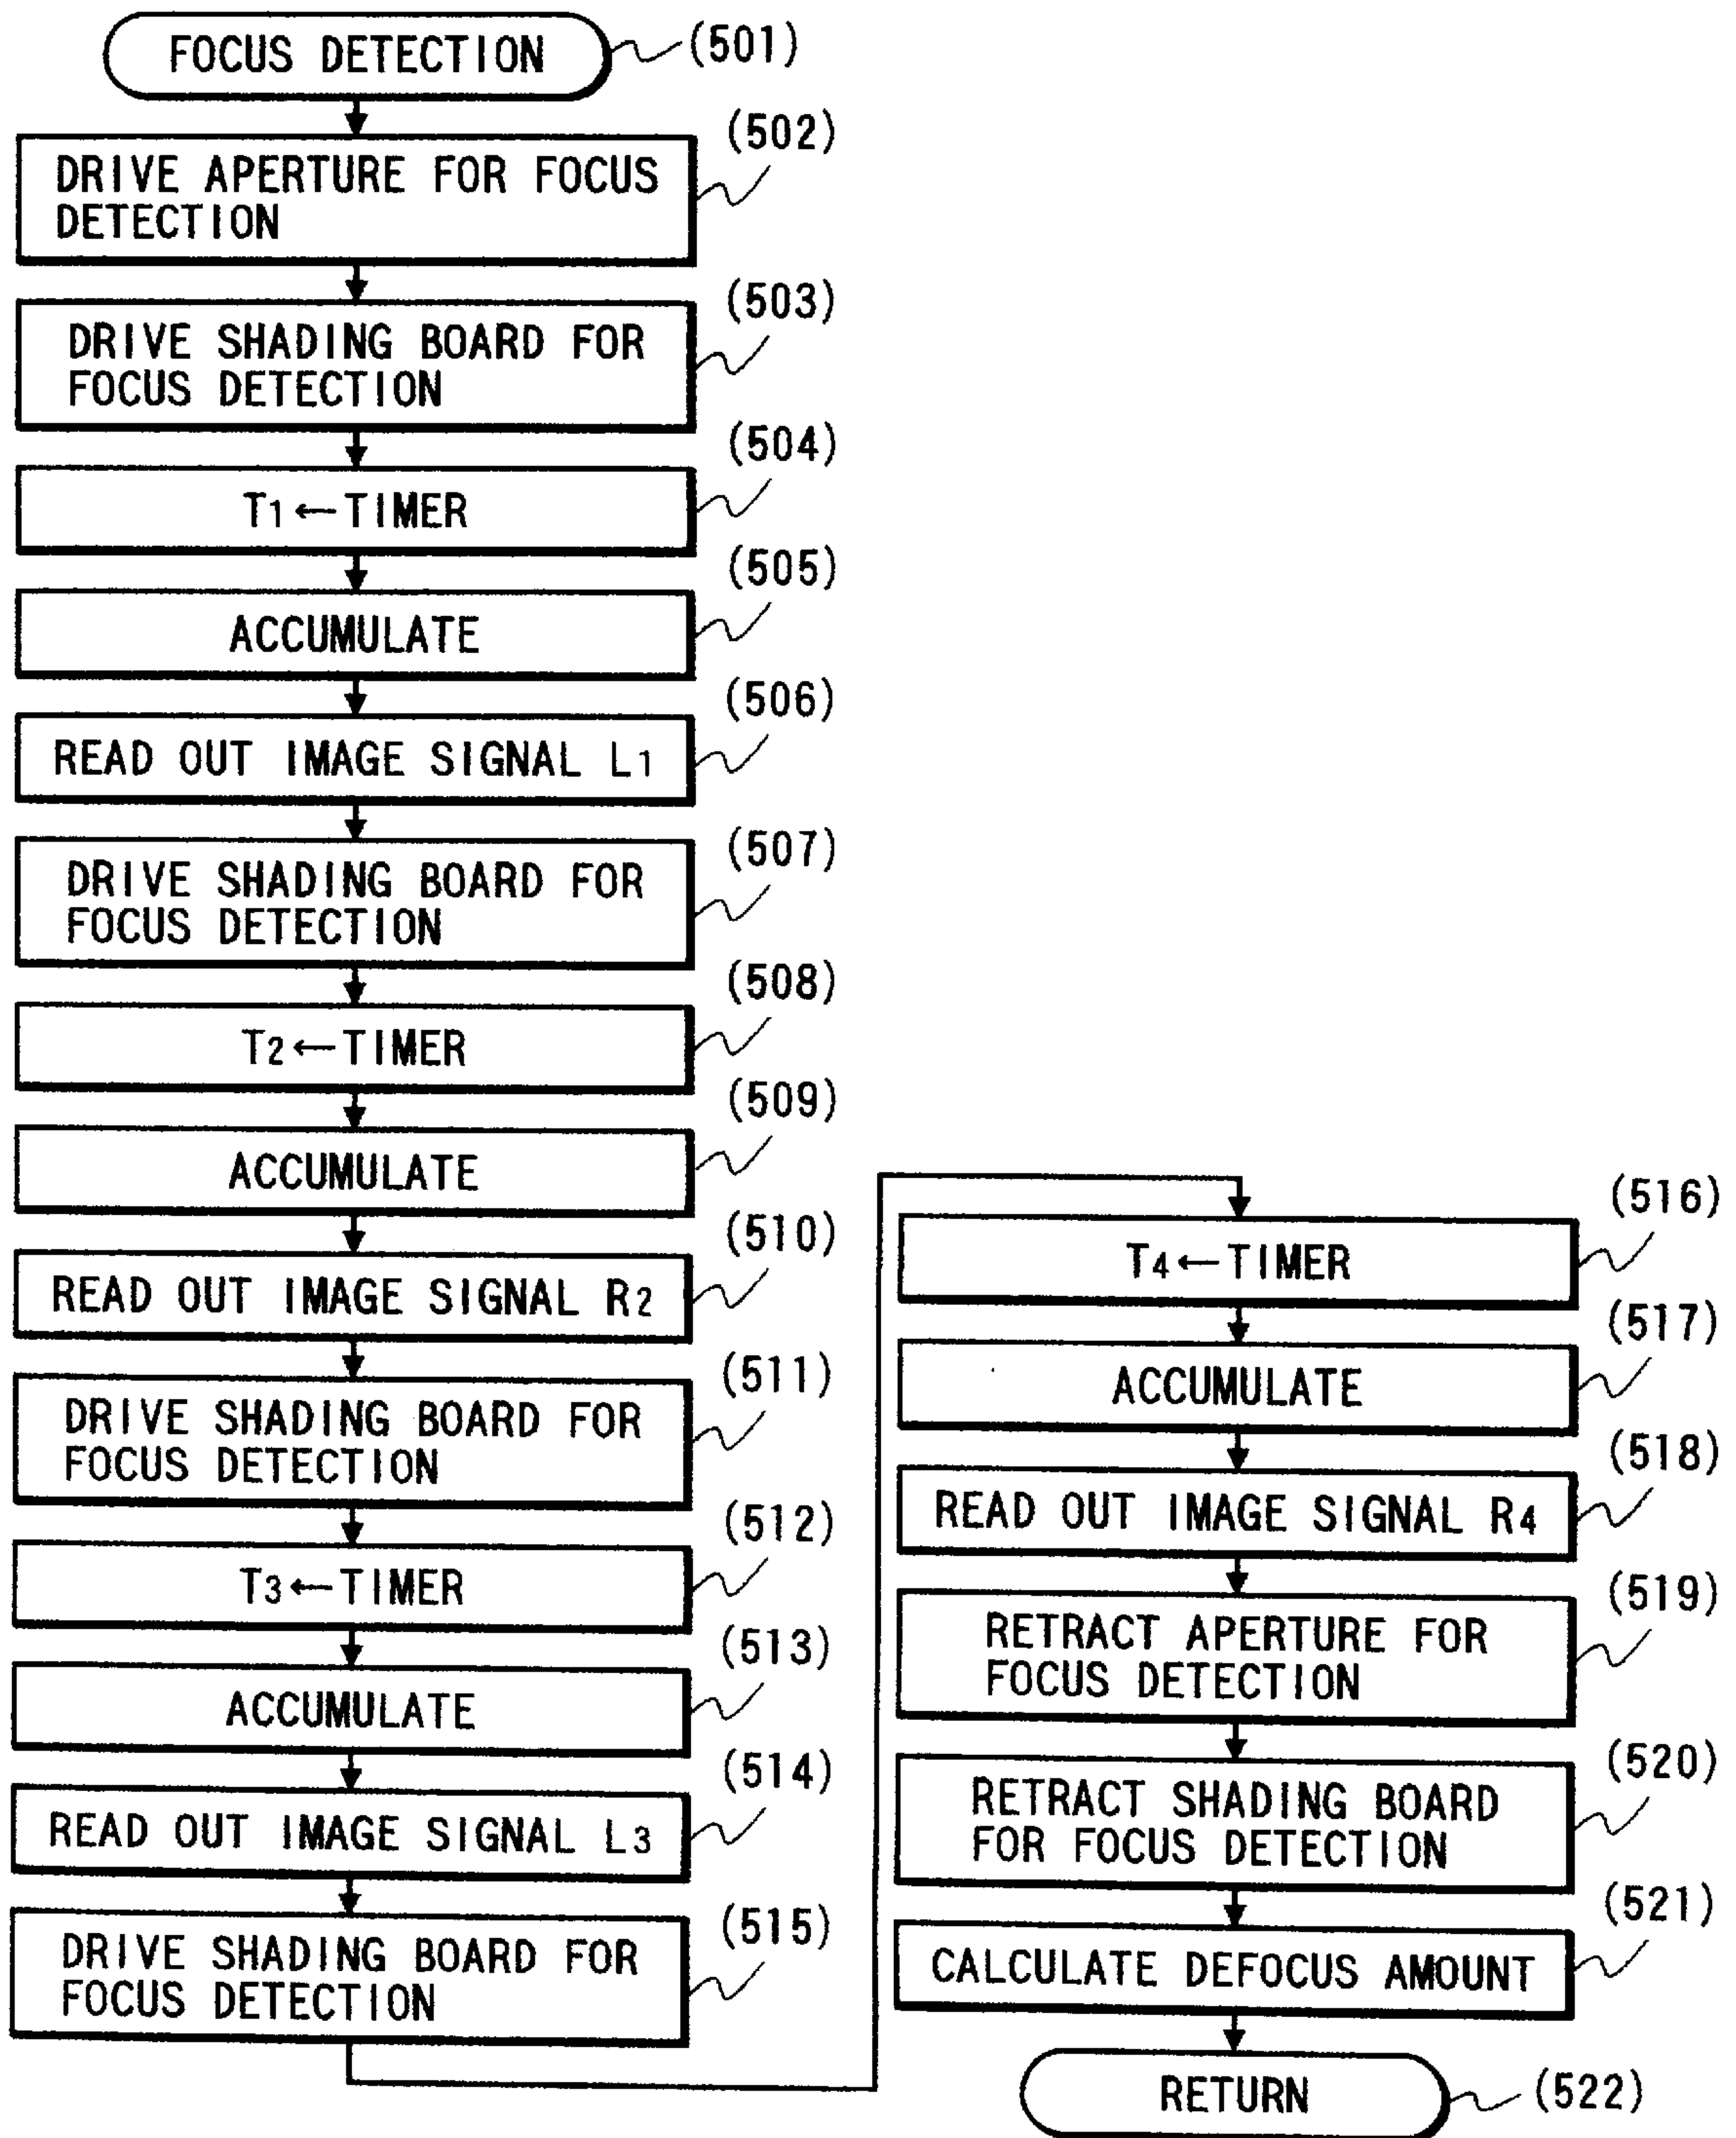 FOCUS DETECTION
(501)
DRIVE APERTURE FOR FOCUS
DETECTION
(502)
DRIVE SHADING BOARD FOR
FOCUS DETECTION
(503)
T1←TIMER
(504)
ACCUMULATE
(505)
READ OUT IMAGE SIGNAL L1
(506)
DRIVE SHADING BOARD FOR
FOCUS DETECTION
(507)
T2←TIMER
(508)
ACCUMULATE
(509)
READ OUT IMAGE SIGNAL R2
(510)
DRIVE SHADING BOARD FOR
FOCUS DETECTION
(511)
T3←TIMER
(512)
ACCUMULATE
(513)
READ OUT IMAGE SIGNAL L3
(514)
DRIVE SHADING BOARD FOR
FOCUS DETECTION
(515)
T4←TIMER
(516)
ACCUMULATE
(517)
READ OUT IMAGE SIGNAL R4
(518)
RETRACT APERTURE FOR
FOCUS DETECTION
(519)
RETRACT SHADING BOARD
FOR FOCUS DETECTION
(520)
CALCULATE DEFOCUS AMOUNT
(521)
RETURN
(522)